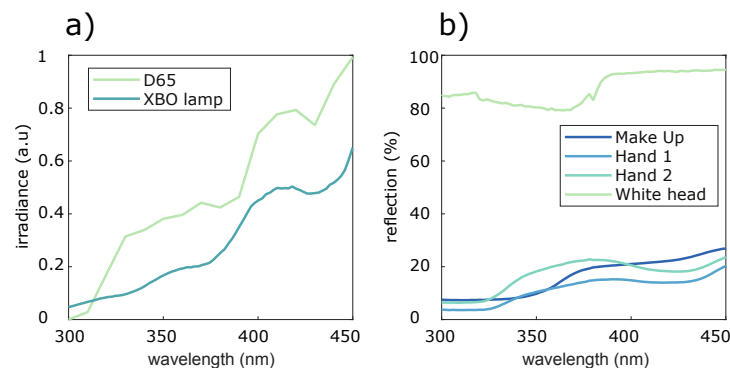 a)
1
0.8
0.6
0.4
0.2
0
irradiance (a.u)
D65
XBO lamp
300
350
400
450
wavelength (nm)
b)
100
80
60
40
20
0
reflection (%)
Make Up
Hand 1
Hand 2
White head
300
350
400
450
wavelength (nm)